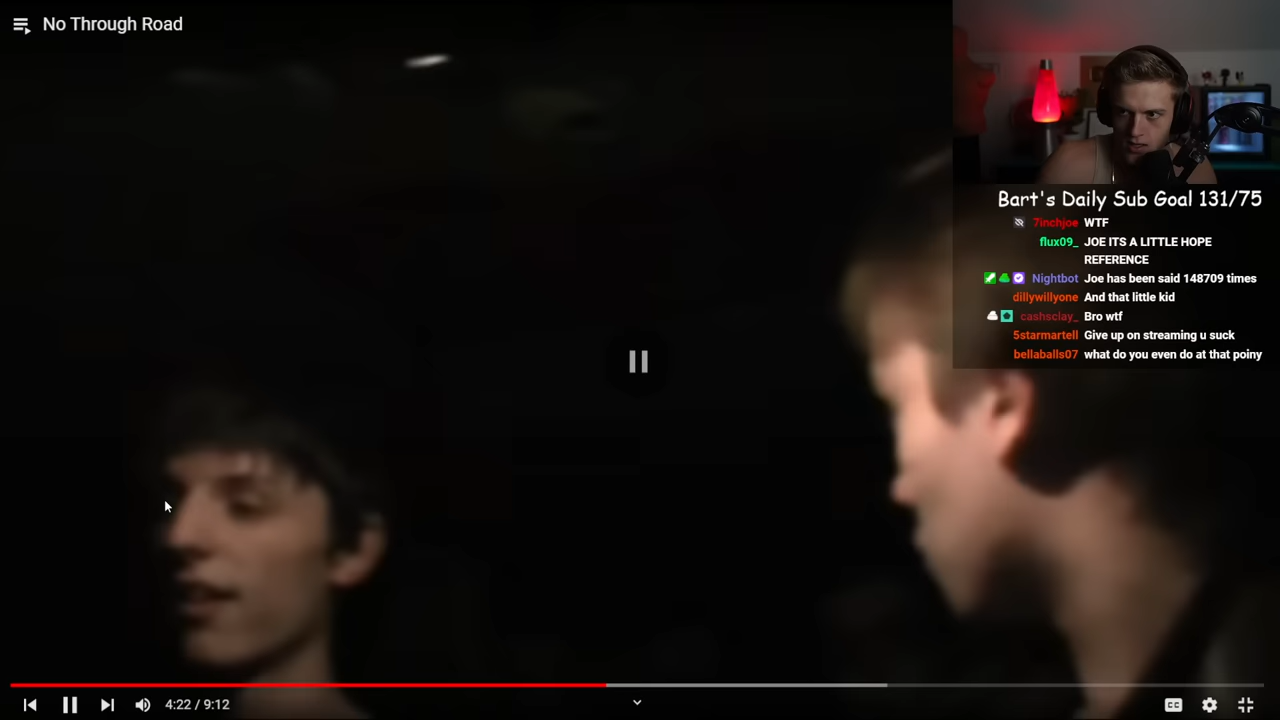 No Through Road
Bart's Daily Sub Goal 131/75
7inchjoe WTF
flux09_ JOE ITS A LITTLE HOPE
REFERENCE
Nightbot Joe has been said 148709 times
dillywillyone And that little kid
cashsclay_ Bro wtf
5starmartell Give up on streaming u suck
bellaballs07 what do you even do at that poiny
4:22 / 9:12
CC